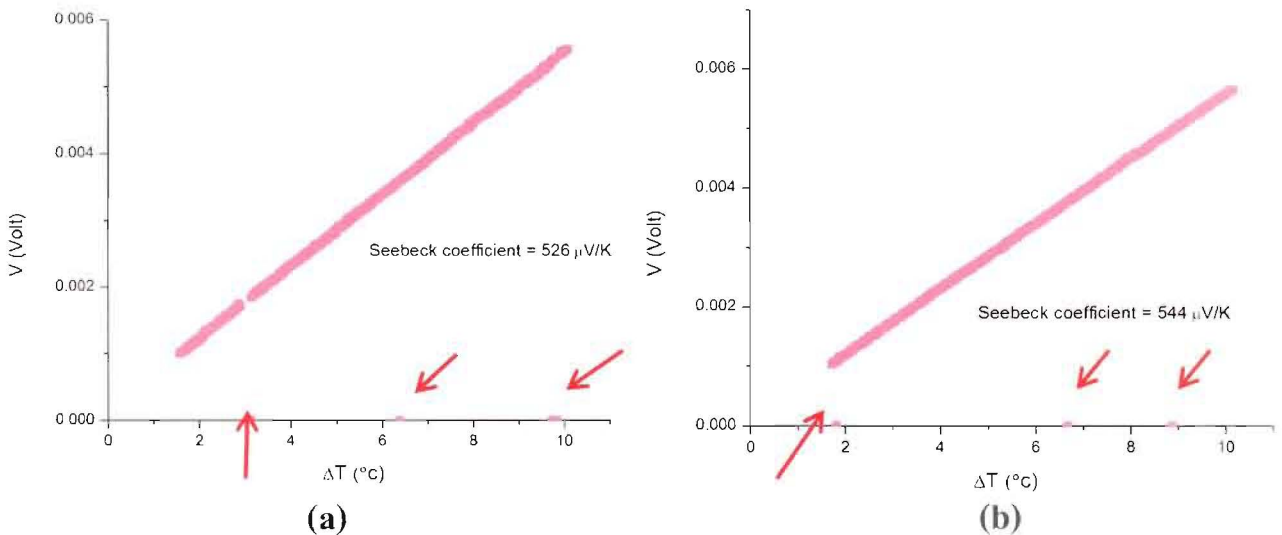 0.006
0.004
0.002
0.000
V (Volt)
Seebeck coefficient = 526 µV/K
2
4
6
8
10
ΔT (°c)
(a)
0.006
0.004
0.002
0.000
V (Volt)
Seebeck coefficient = 544 µV/K
0
2
4
6
8
10
ΔT (°c)
(b)